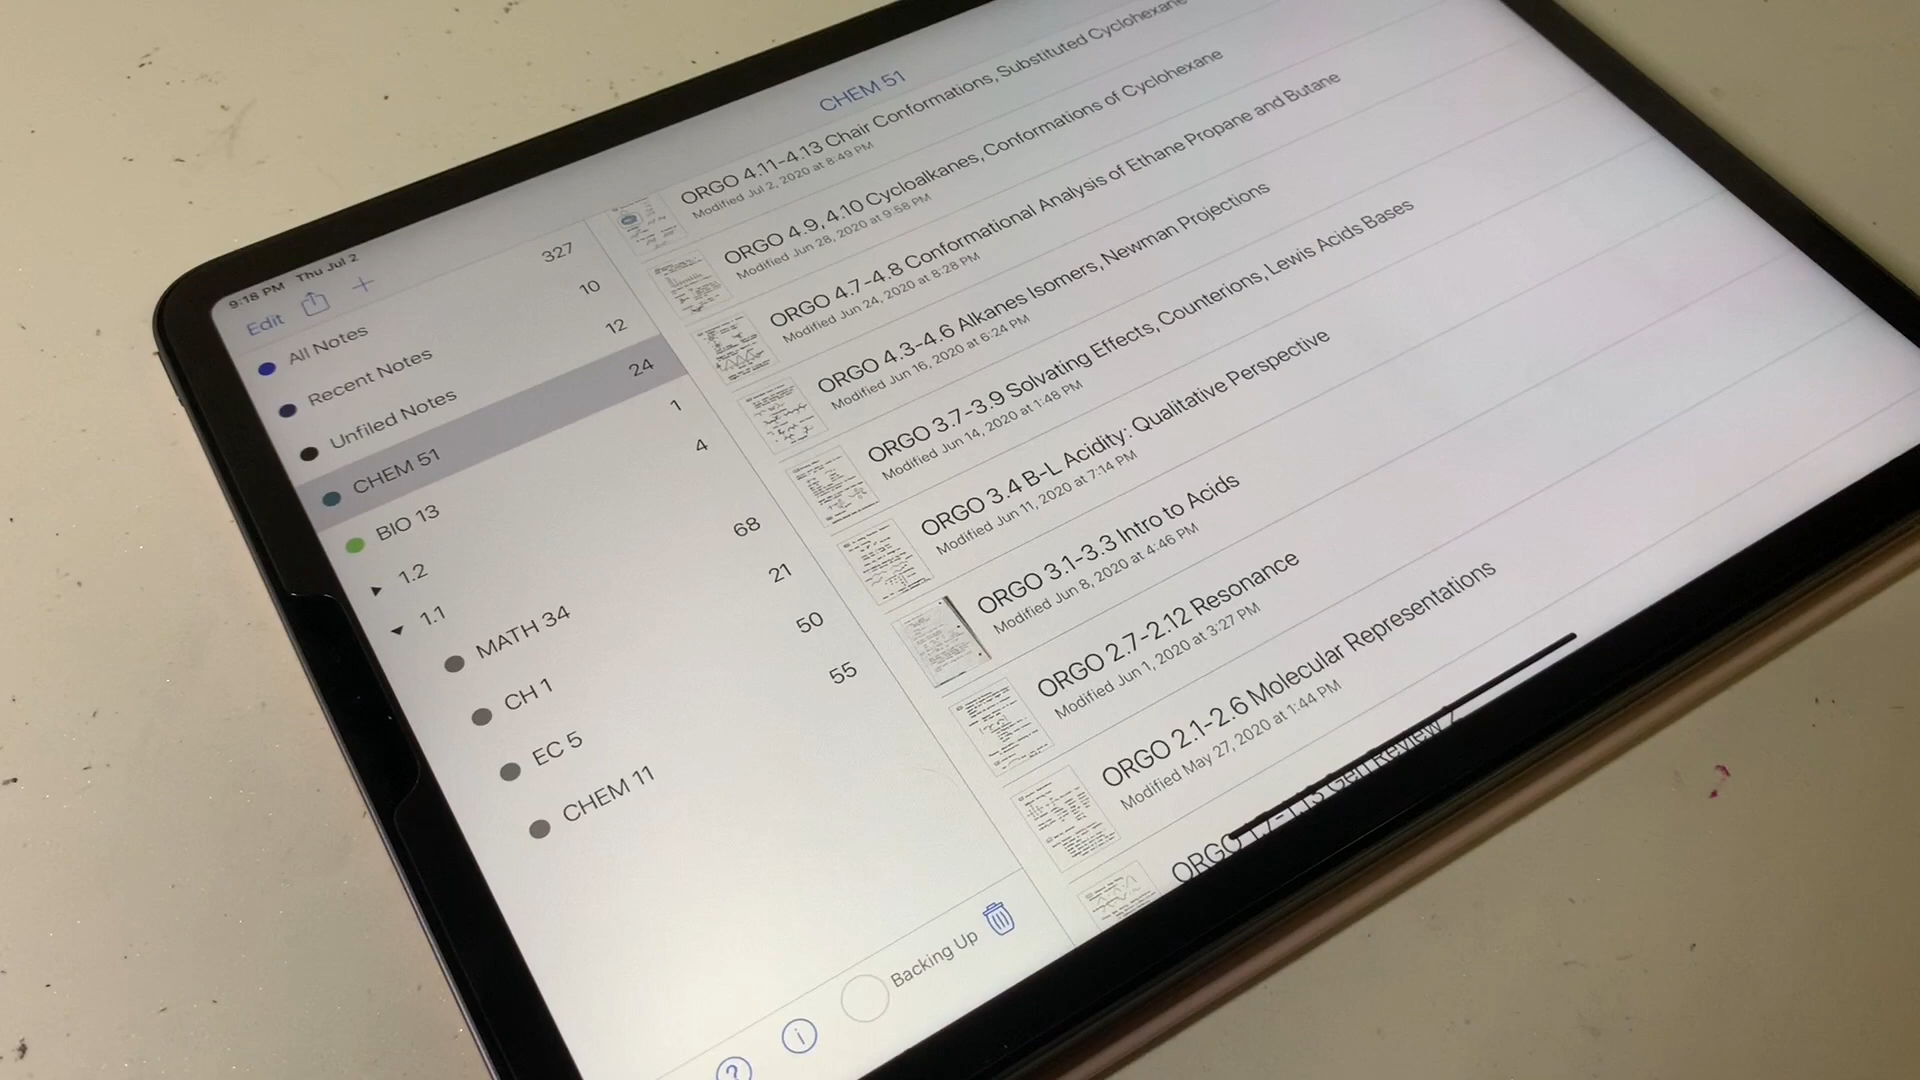 9:18 PM Thu Jul 2
Edit
All Notes 327
Recent Notes 10
Unfiled Notes 12
CHEM 51 24
BIO 13 1
1.2 4
1.1
MATH 34 68
CH 1 21
EC 5 50
CHEM 11 55
Backing Up
i
?
CHEM 51
ORGO 4.11-4.13 Chair Conformations, Substituted Cyclohexane
Modified Jul 2, 2020 at 8:49 PM
ORGO 4.9, 4.10 Cycloalkanes, Conformations of Cyclohexane
Modified Jun 28, 2020 at 9:58 PM
ORGO 4.7-4.8 Conformational Analysis of Ethane Propane and Butane
Modified Jun 24, 2020 at 8:28 PM
ORGO 4.3-4.6 Alkanes Isomers, Newman Projections
Modified Jun 16, 2020 at 6:24 PM
ORGO 3.7-3.9 Solvating Effects, Counterions, Lewis Acids Bases
Modified Jun 14, 2020 at 1:48 PM
ORGO 3.4 B-L Acidity: Qualitative Perspective
Modified Jun 11, 2020 at 7:14 PM
ORGO 3.1-3.3 Intro to Acids
Modified Jun 8, 2020 at 4:46 PM
ORGO 2.7-2.12 Resonance
Modified Jun 1, 2020 at 3:27 PM
ORGO 2.1-2.6 Molecular Representations
Modified May 27, 2020 at 1:44 PM
ORGO Gen Review